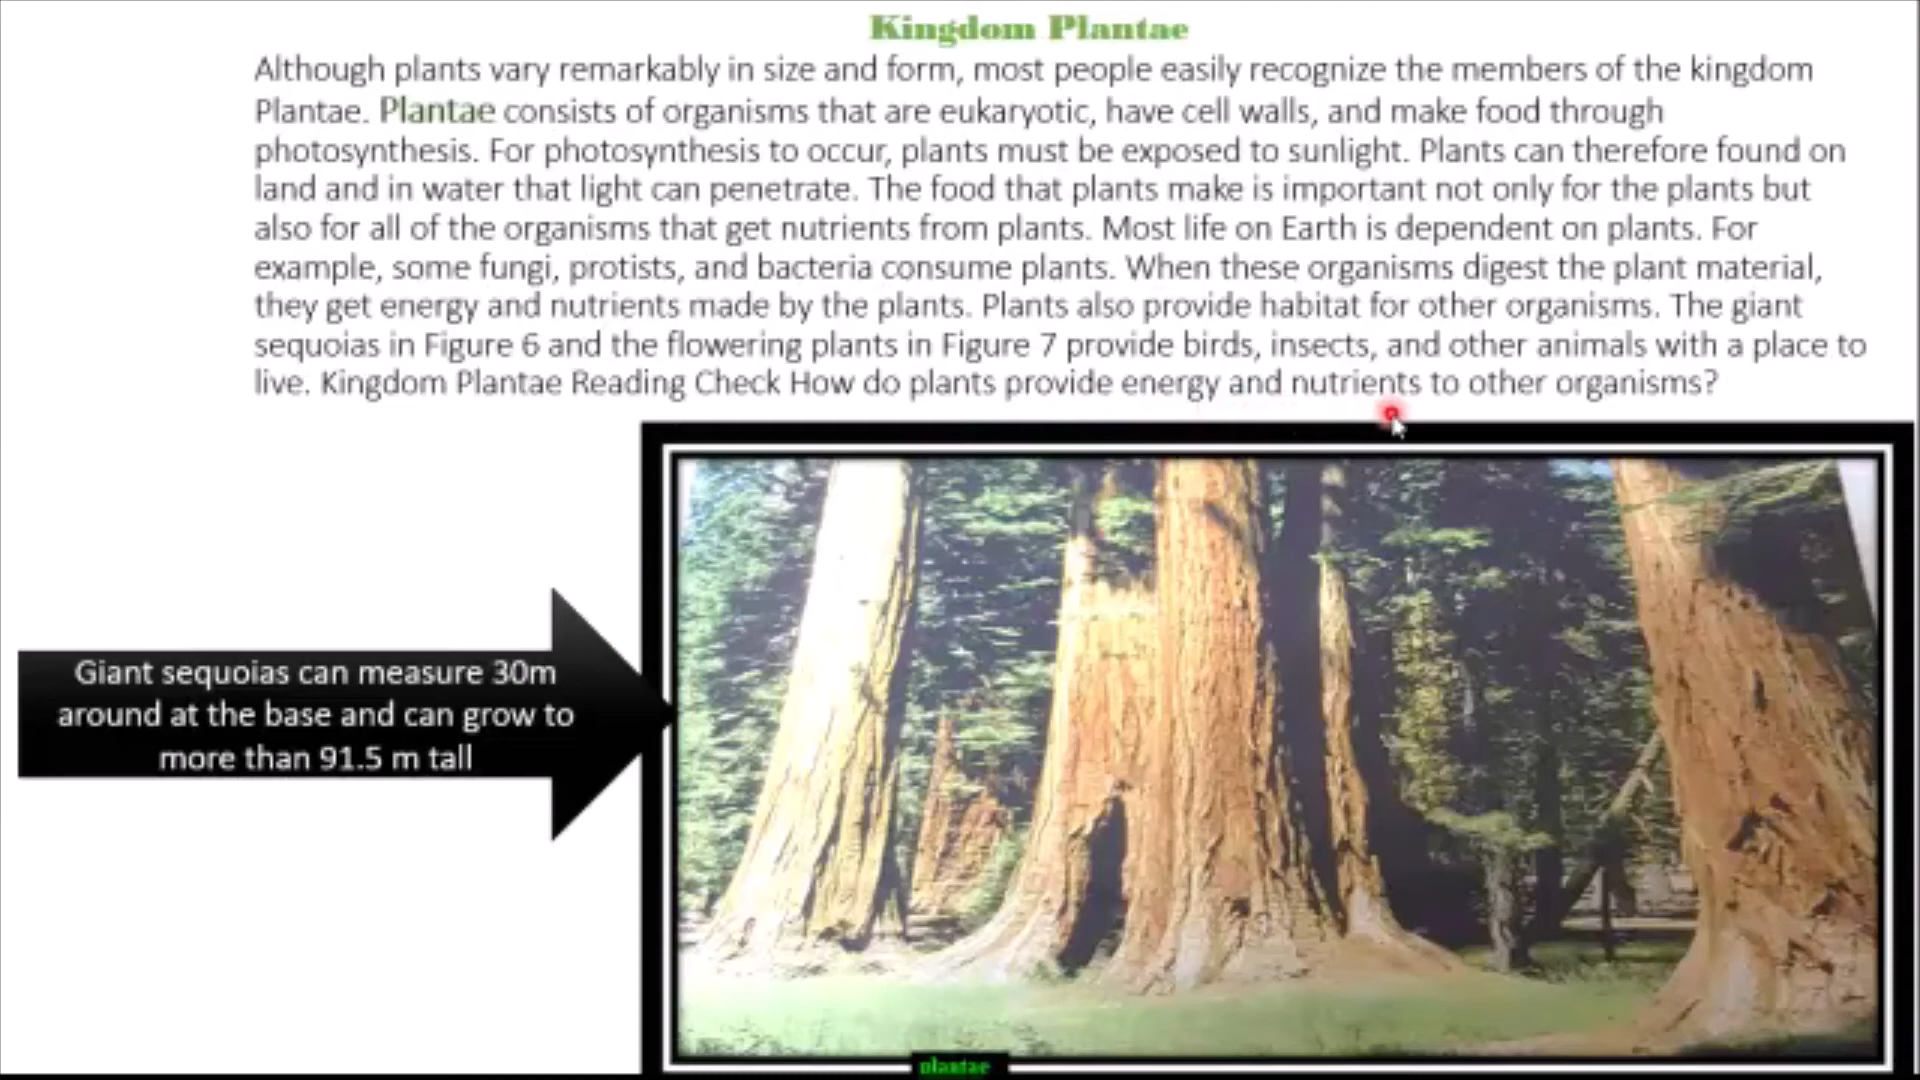 Kingdom Plantae
Although plants vary remarkably in size and form, most people easily recognize the members of the kingdom
Plantae. Plantae consists of organisms that are eukaryotic, have cell walls, and make food through
photosynthesis. For photosynthesis to occur, plants must be exposed to sunlight. Plants can therefore found on
land and in water that light can penetrate. The food that plants make is important not only for the plants but
also for all of the organisms that get nutrients from plants. Most life on Earth is dependent on plants. For
example, some fungi, protists, and bacteria consume plants. When these organisms digest the plant material,
they get energy and nutrients made by the plants. Plants also provide habitat for other organisms. The giant
sequoias in Figure 6 and the flowering plants in Figure 7 provide birds, insects, and other animals with a place to
live. Kingdom Plantae Reading Check How do plants provide energy and nutrients to other organisms?
Giant sequoias can measure 30m
around at the base and can grow to
more than 91.5 m tall
plantae